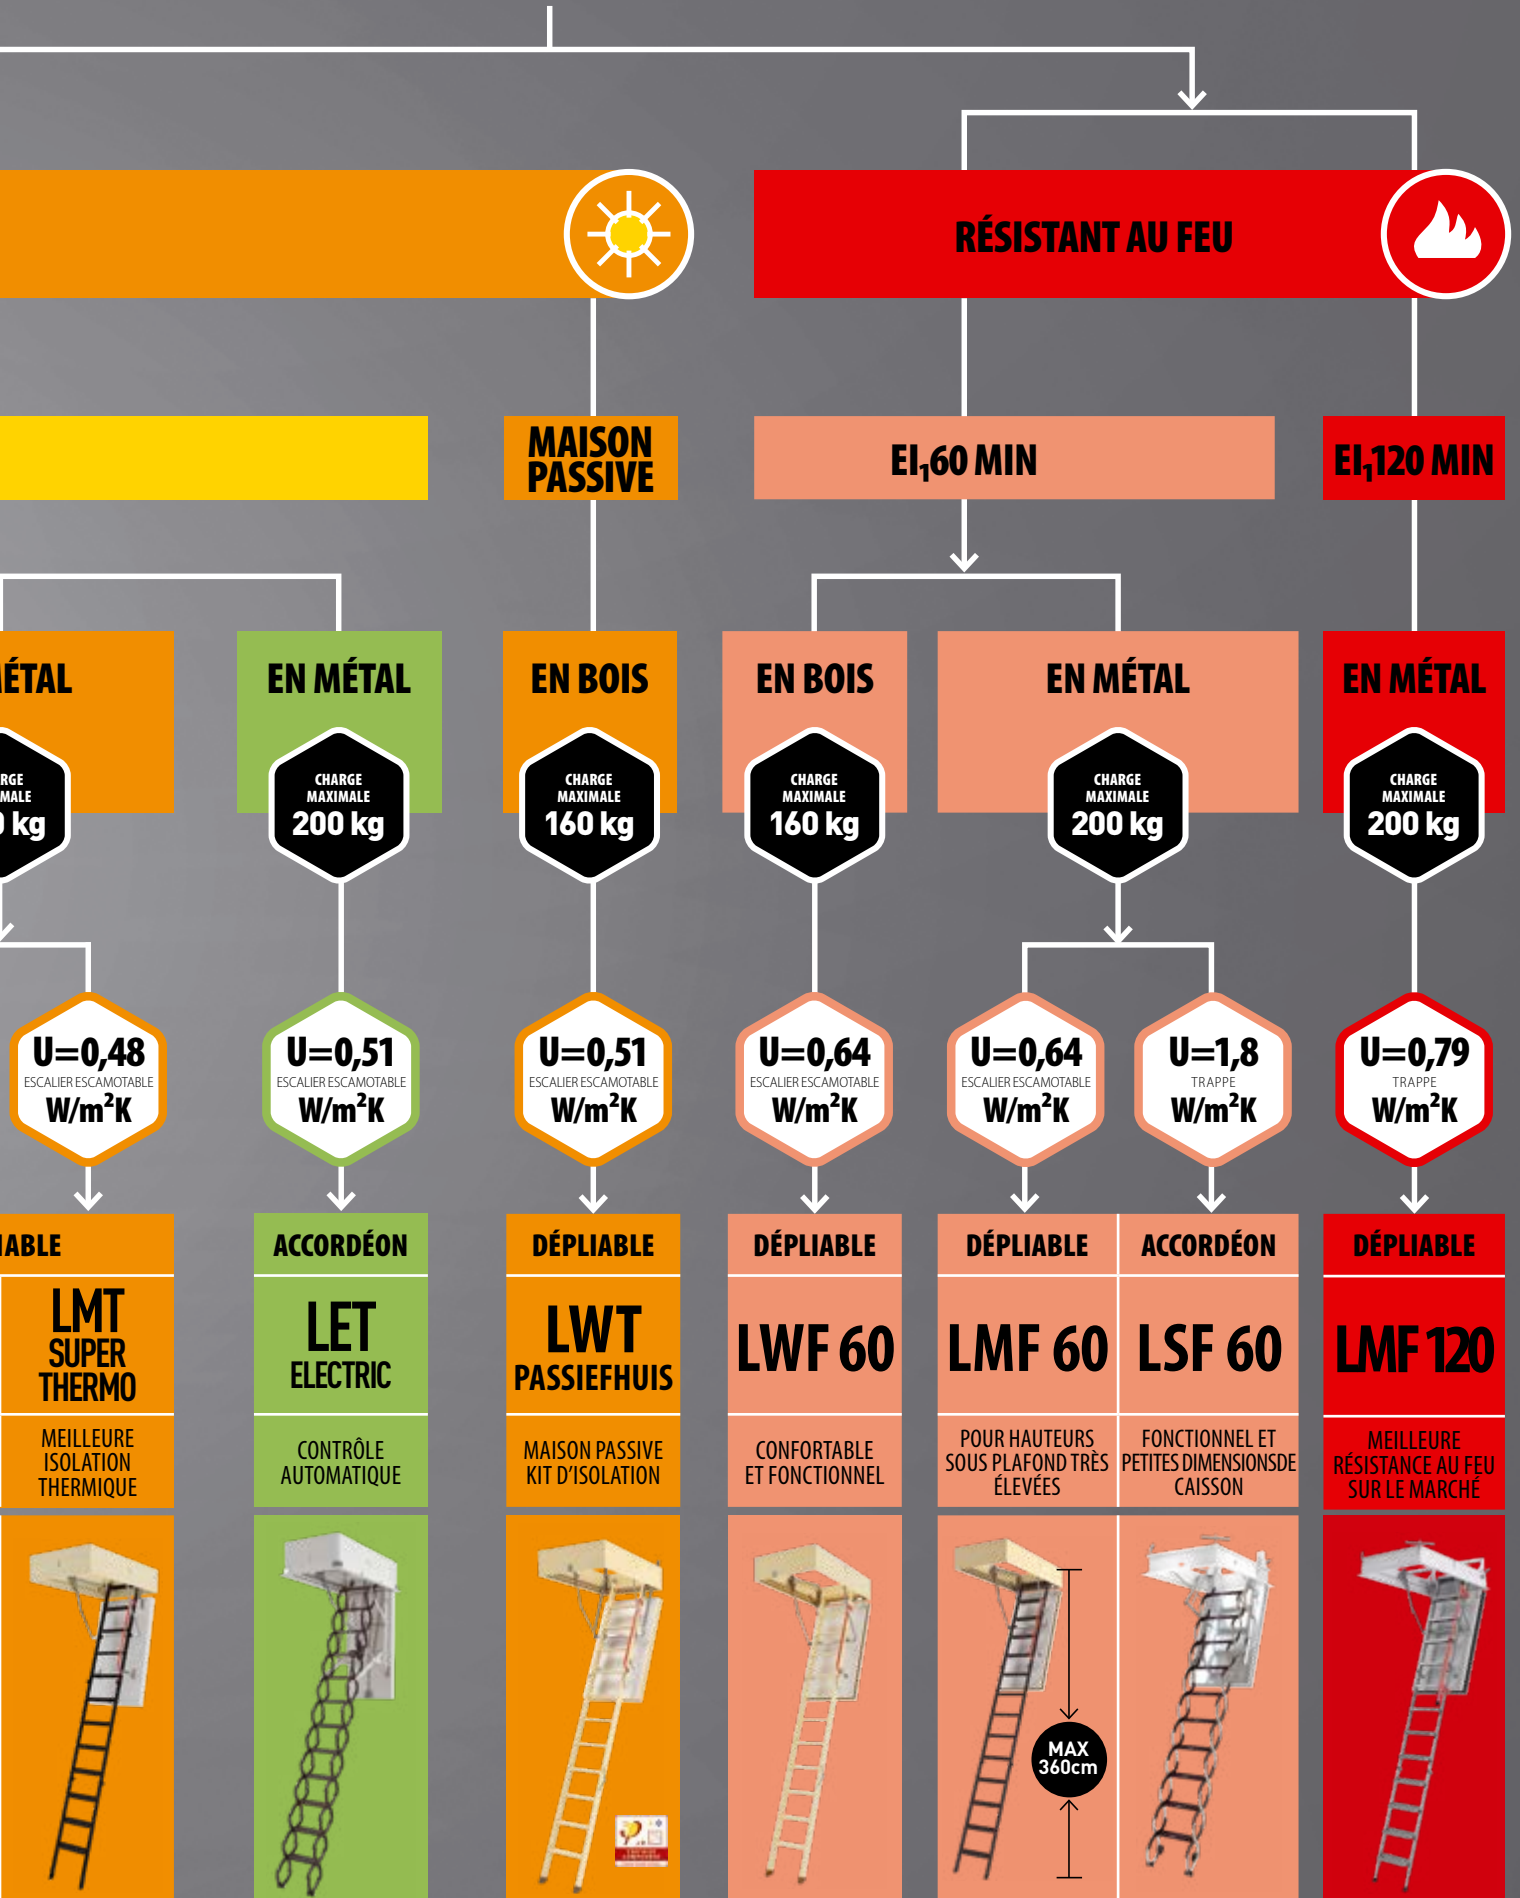 RÉSISTANT AU FEU
MAISON
PASSIVE
EI₁60 MIN
EI₁120 MIN
ÉTAL
EN MÉTAL
EN BOIS
EN BOIS
EN MÉTAL
EN MÉTAL
RGE
MALE
kg
CHARGE
MAXIMALE
200 kg
CHARGE
MAXIMALE
160 kg
CHARGE
MAXIMALE
160 kg
CHARGE
MAXIMALE
200 kg
CHARGE
MAXIMALE
200 kg
U=0,48
ESCALIER ESCAMOTABLE
W/m²K
U=0,51
ESCALIER ESCAMOTABLE
W/m²K
U=0,51
ESCALIER ESCAMOTABLE
W/m²K
U=0,64
ESCALIER ESCAMOTABLE
W/m²K
U=0,64
ESCALIER ESCAMOTABLE
W/m²K
U=1,8
TRAPPE
W/m²K
U=0,79
TRAPPE
W/m²K
IABLE
LMT
SUPER
THERMO
MEILLEURE
ISOLATION
THERMIQUE
ACCORDÉON
LET
ELECTRIC
CONTRÔLE
AUTOMATIQUE
DÉPLIABLE
LWT
PASSIEFHUIS
MAISON PASSIVE
KIT D'ISOLATION
DÉPLIABLE
LWF 60
CONFORTABLE
ET FONCTIONNEL
DÉPLIABLE
LMF 60
POUR HAUTEURS
SOUS PLAFOND TRÈS
ÉLEVÉES
MAX
360cm
ACCORDÉON
LSF 60
FONCTIONNEL ET
PETITES DIMENSIONSDE
CAISSON
DÉPLIABLE
LMF 120
MEILLEURE
RÉSISTANCE AU FEU
SUR LE MARCHÉ